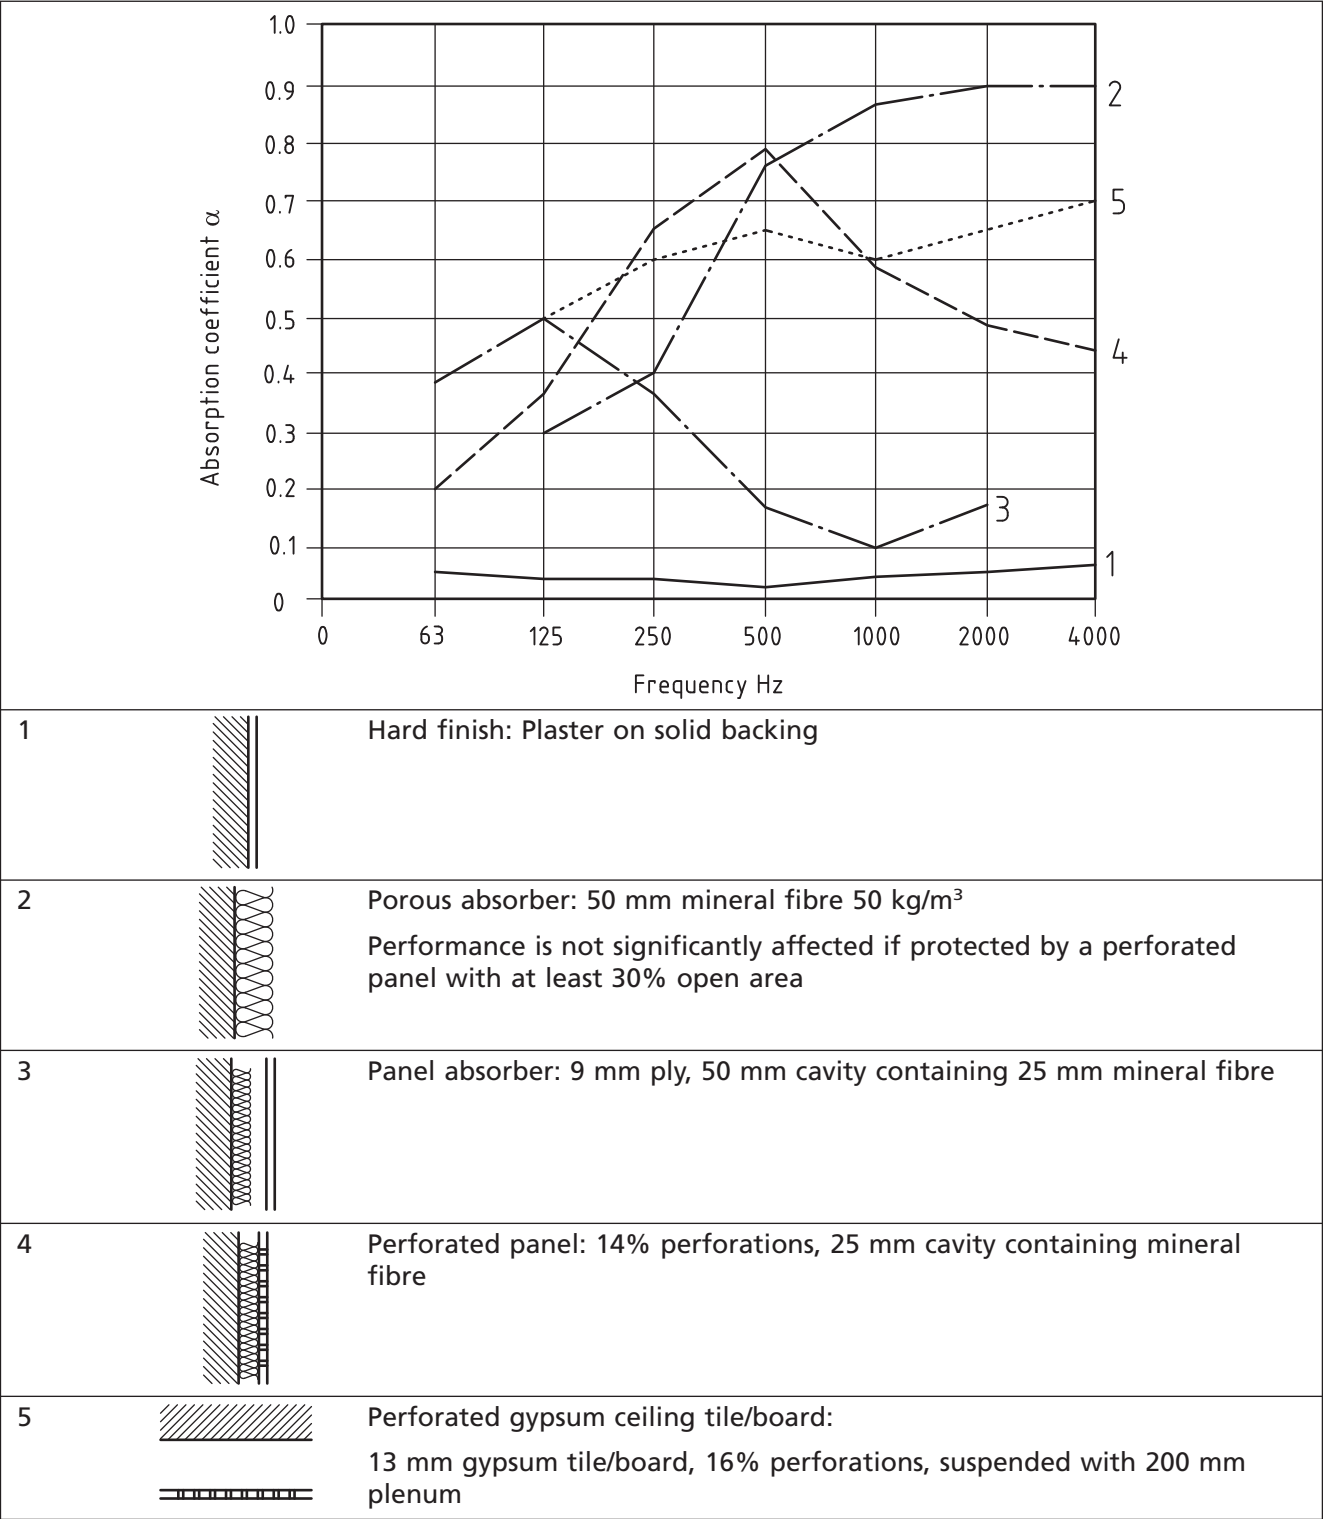 1.0
0.9
2
0.8
0.7
5
0.6
0.5
4
0.4
0.3
0.2
3
0.1
1
0
Absorption coefficient α
0 63 125 250 500 1000 2000 4000
Frequency Hz
1 Hard finish: Plaster on solid backing
2 Porous absorber: 50 mm mineral fibre 50 kg/m³
Performance is not significantly affected if protected by a perforated
panel with at least 30% open area
3 Panel absorber: 9 mm ply, 50 mm cavity containing 25 mm mineral fibre
4 Perforated panel: 14% perforations, 25 mm cavity containing mineral
fibre
5 Perforated gypsum ceiling tile/board:
13 mm gypsum tile/board, 16% perforations, suspended with 200 mm
plenum